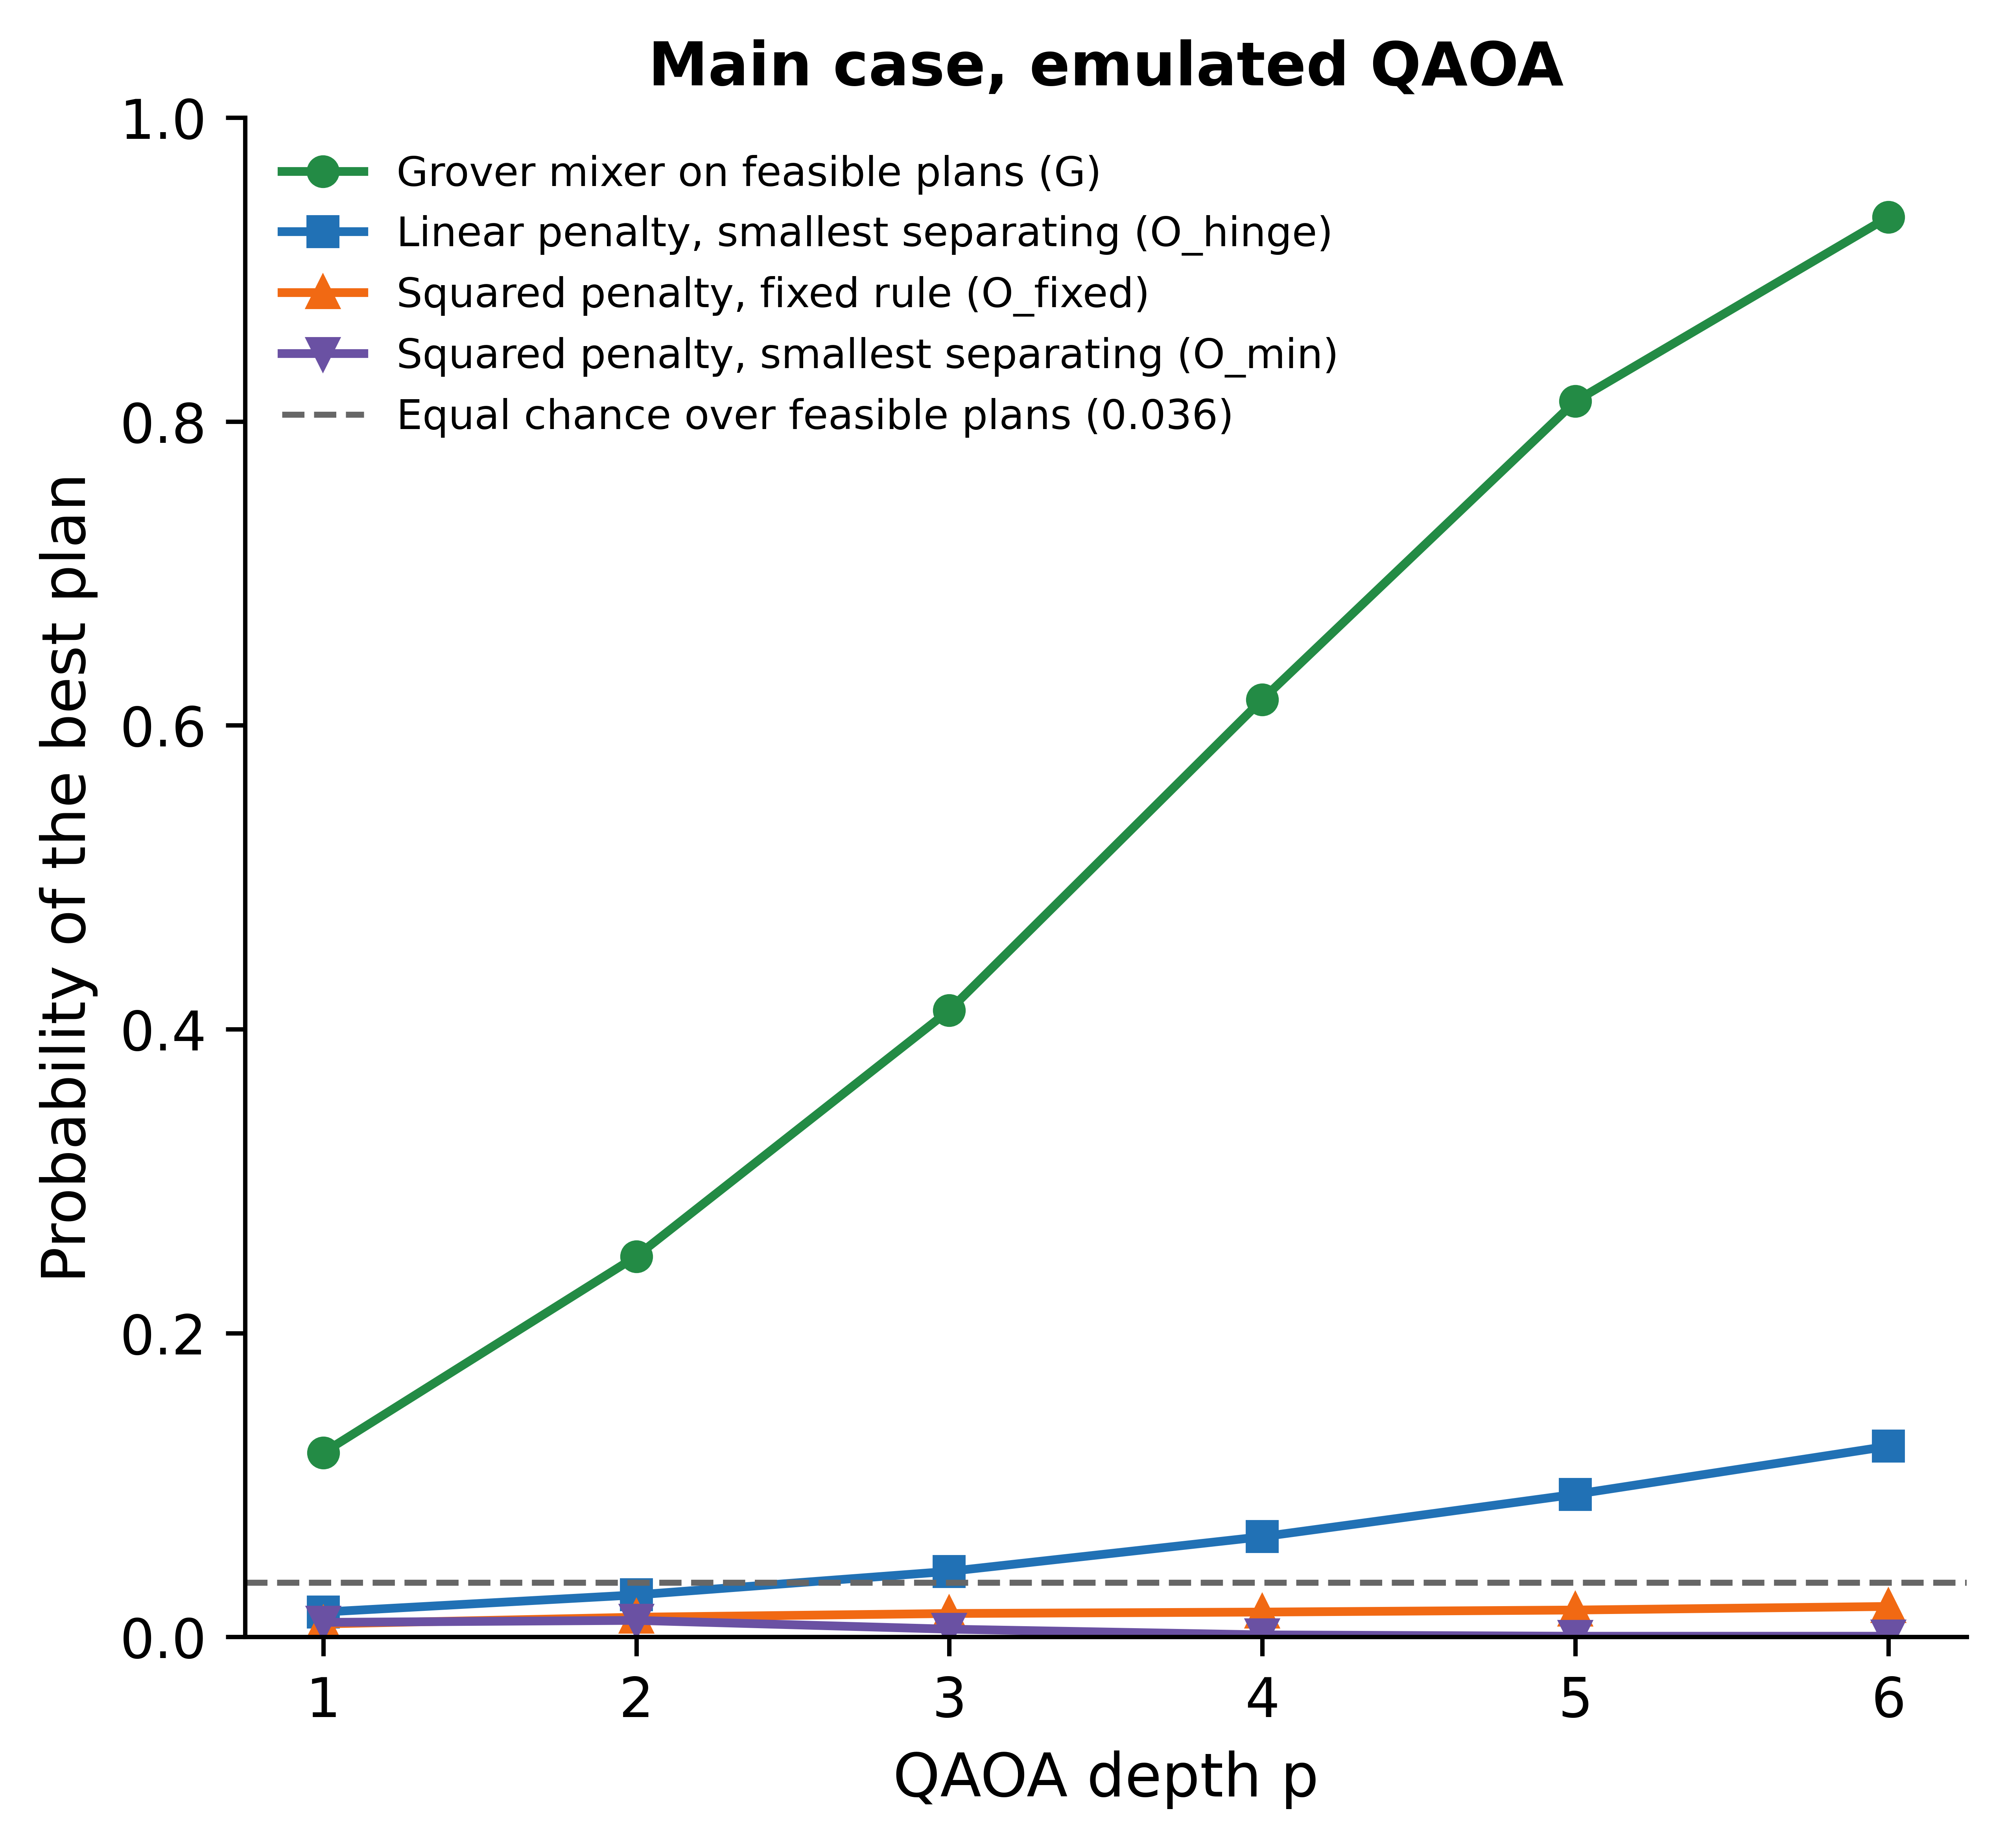 Main case, emulated QAOA
1.0
0.8
0.6
0.4
0.2
0.0
Probability of the best plan
Grover mixer on feasible plans (G)
Linear penalty, smallest separating (O_hinge)
Squared penalty, fixed rule (O_fixed)
Squared penalty, smallest separating (O_min)
Equal chance over feasible plans (0.036)
1 2 3 4 5 6
QAOA depth p